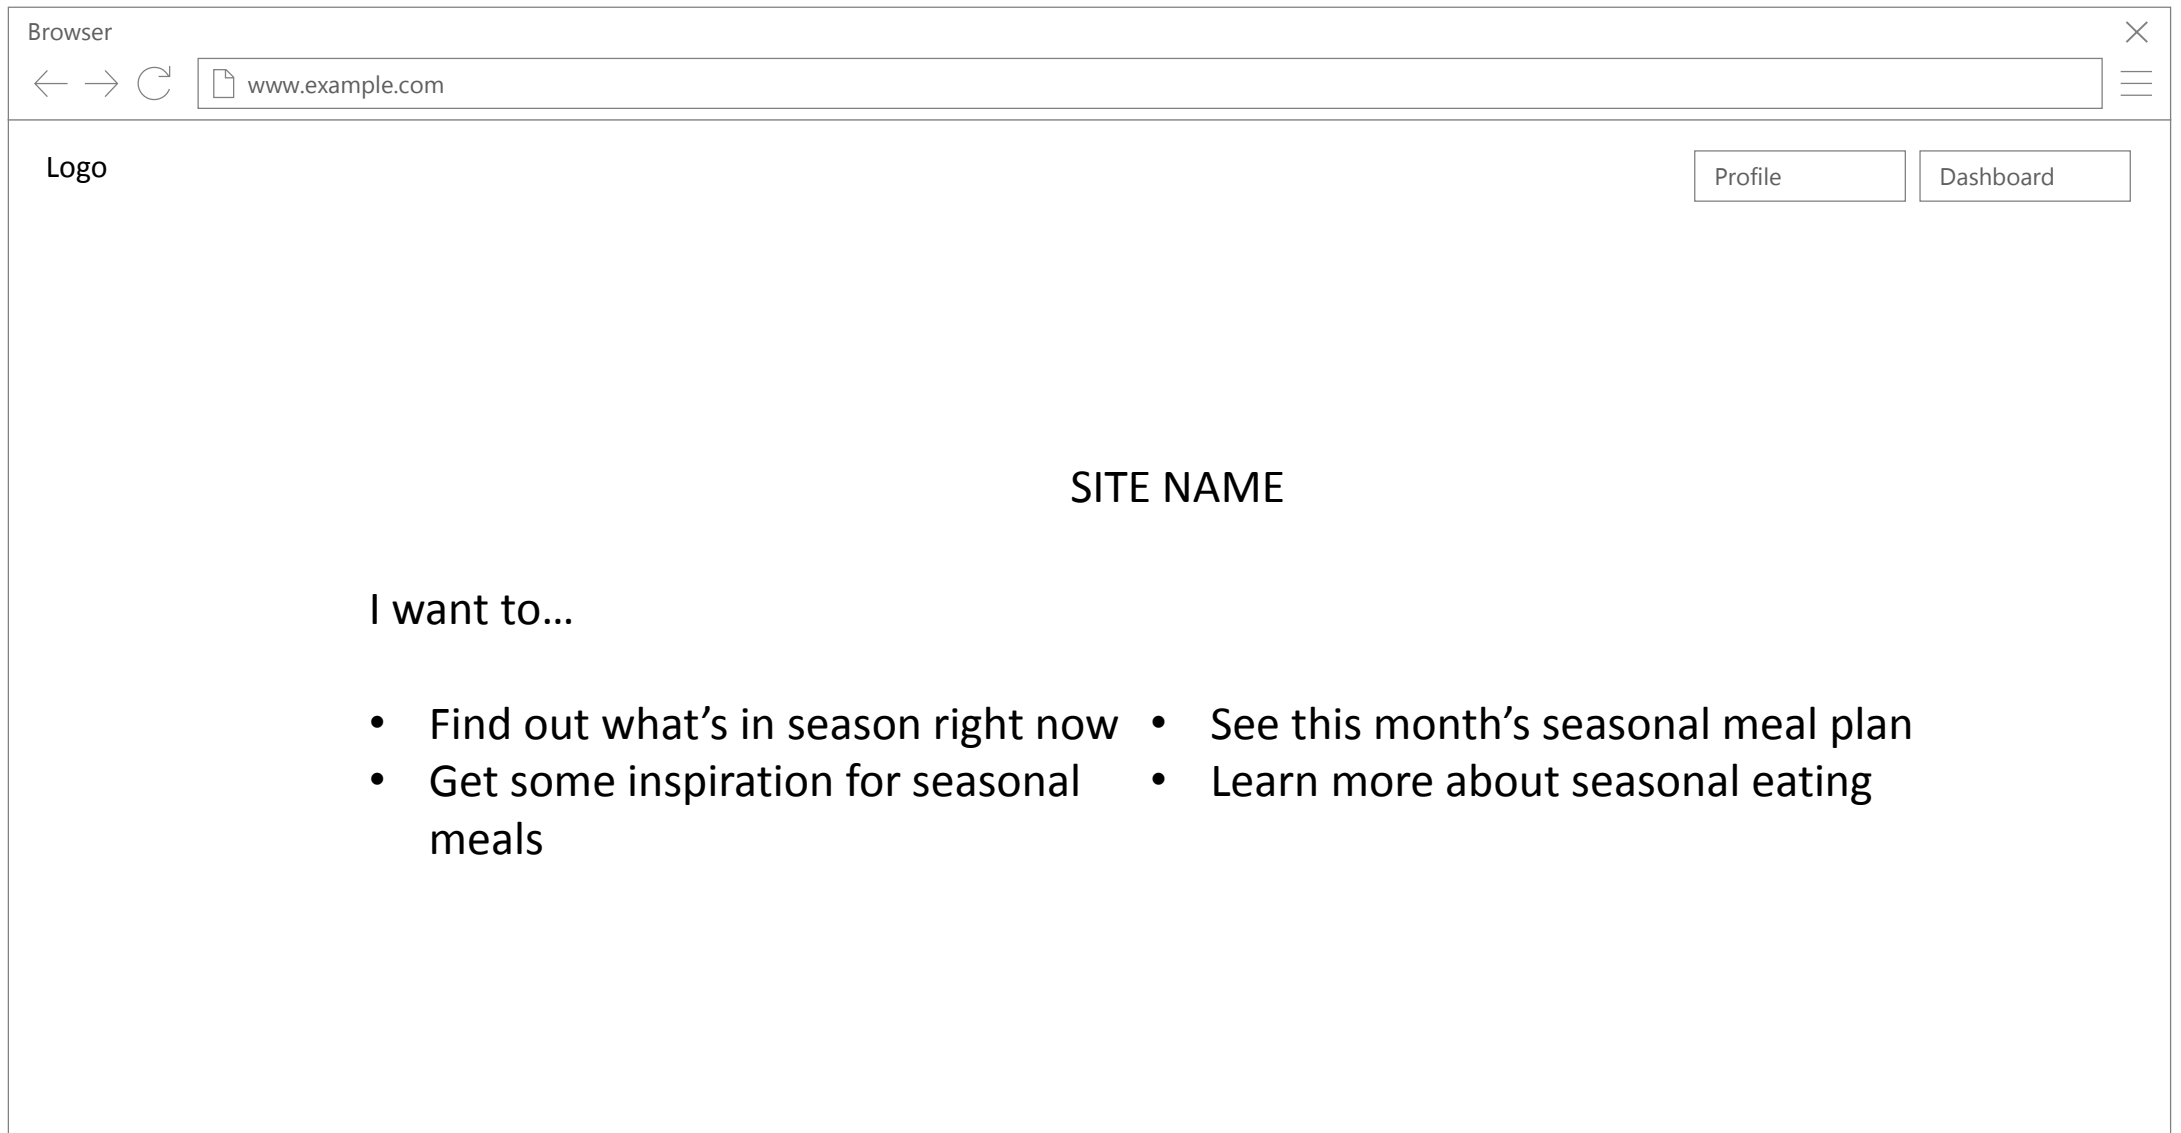 Browser
www.example.com
Logo
Profile
Dashboard
SITE NAME
I want to…
• Find out what’s in season right now
• Get some inspiration for seasonal
meals
• See this month’s seasonal meal plan
• Learn more about seasonal eating